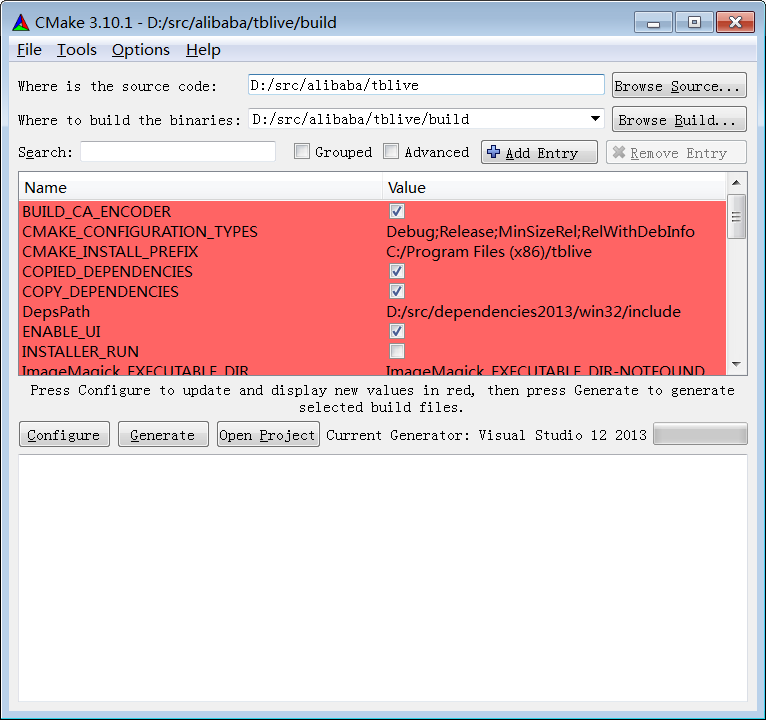 CMake 3.10.1 - D:/src/alibaba/tblive/build
File Tools Options Help
Where is the source code: D:/src/alibaba/tblive Browse Source...
Where to build the binaries: D:/src/alibaba/tblive/build Browse Build...
Search: Grouped Advanced Add Entry Remove Entry
Name Value
BUILD_CA_ENCODER
CMAKE_CONFIGURATION_TYPES Debug;Release;MinSizeRel;RelWithDebInfo
CMAKE_INSTALL_PREFIX C:/Program Files (x86)/tblive
COPIED_DEPENDENCIES
COPY_DEPENDENCIES
DepsPath D:/src/dependencies2013/win32/include
ENABLE_UI
INSTALLER_RUN
ImageMagick_EXECUTABLE_DIR ImageMagick_EXECUTABLE_DIR-NOTFOUND
Press Configure to update and display new values in red, then press Generate to generate
selected build files.
Configure Generate Open Project Current Generator: Visual Studio 12 2013